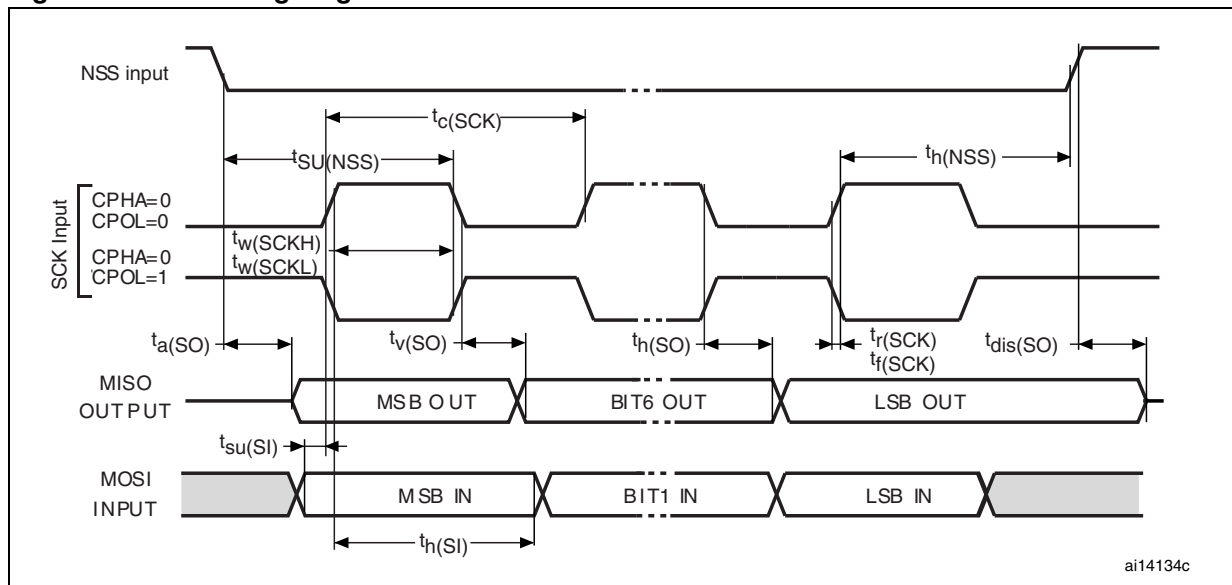 NSS input
tc(SCK)
tSU(NSS)
th(NSS)
SCK Input
CPHA=0
CPOL=0
tw(SCKH)
tw(SCKL)
CPHA=0
CPOL=1
ta(SO)
tv(SO)
th(SO)
tr(SCK)
tf(SCK)
tdis(SO)
MISO
OUTPUT
MSB OUT
BIT6 OUT
LSB OUT
tsu(SI)
MOSI
INPUT
MSB IN
BIT1 IN
LSB IN
th(SI)
ai14134c